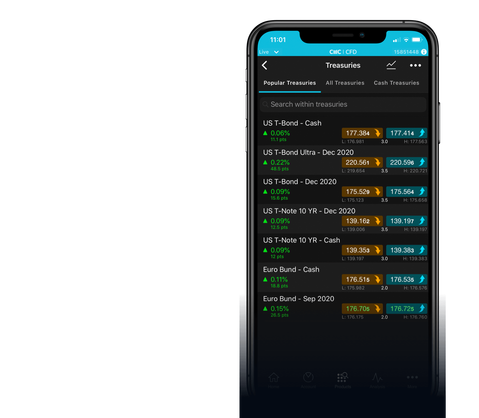 11:01
Live CMC | CFD 15891448
Treasuries
Popular Treasuries All Treasuries Cash Treasuries
Search within treasuries
US T-Bond - Cash
0.06% 177.384 177.414
11.1 pts L: 176.981 3.0 H: 177.563
US T-Bond Ultra - Dec 2020
0.22% 220.561 220.596
48.5 pts L: 219.654 3.5 H: 220.721
US T-Bond - Dec 2020
0.09% 175.529 175.564
15.6 pts L: 175.123 3.5 H: 175.656
US T-Note 10 YR - Dec 2020
0.09% 139.162 139.197
12.5 pts L: 139.008 3.5 H: 139.187
US T-Note 10 YR - Cash
0.09% 139.353 139.383
12 pts L: 139.197 3.0 H: 139.383
Euro Bund - Cash
0.11% 176.515 176.535
18.9 pts L: 175.982 2.0 H: 176.576
Euro Bund - Sep 2020
0.15% 176.705 176.725
26.5 pts L: 176.175 2.0 H: 176.760